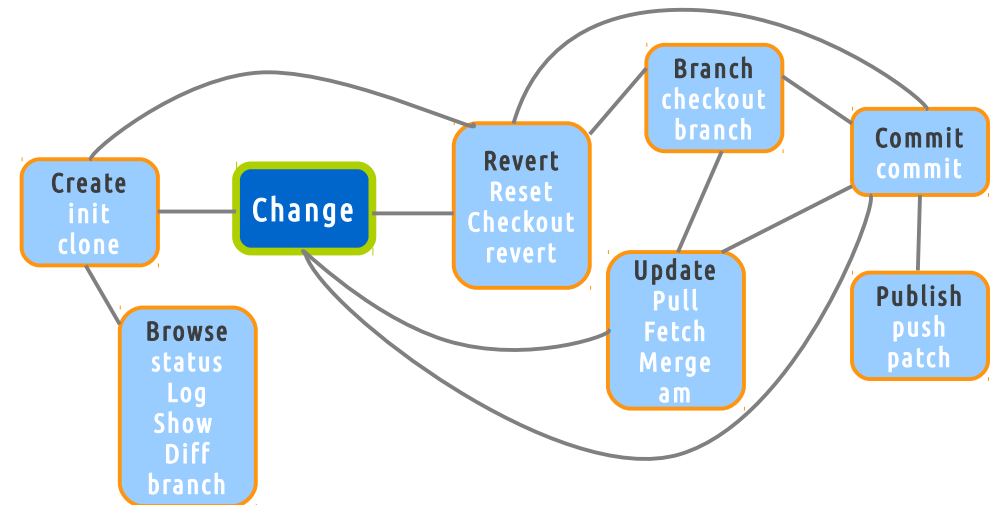 Create
init
clone
Change
Revert
Reset
Checkout
revert
Branch
checkout
branch
Commit
commit
Browse
status
Log
Show
Diff
branch
Update
Pull
Fetch
Merge
am
Publish
push
patch